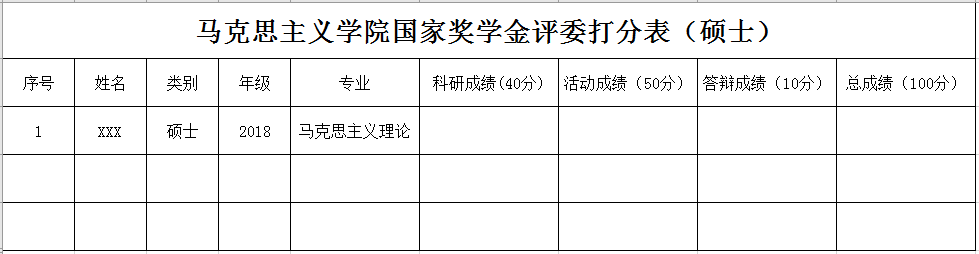 马克思主义学院国家奖学金评委打分表（硕士）
序号 姓名 类别 年级 专业 科研成绩(40分） 活动成绩（50分） 答辩成绩（10分） 总成绩（100分）
1 XXX 硕士 2018 马克思主义理论